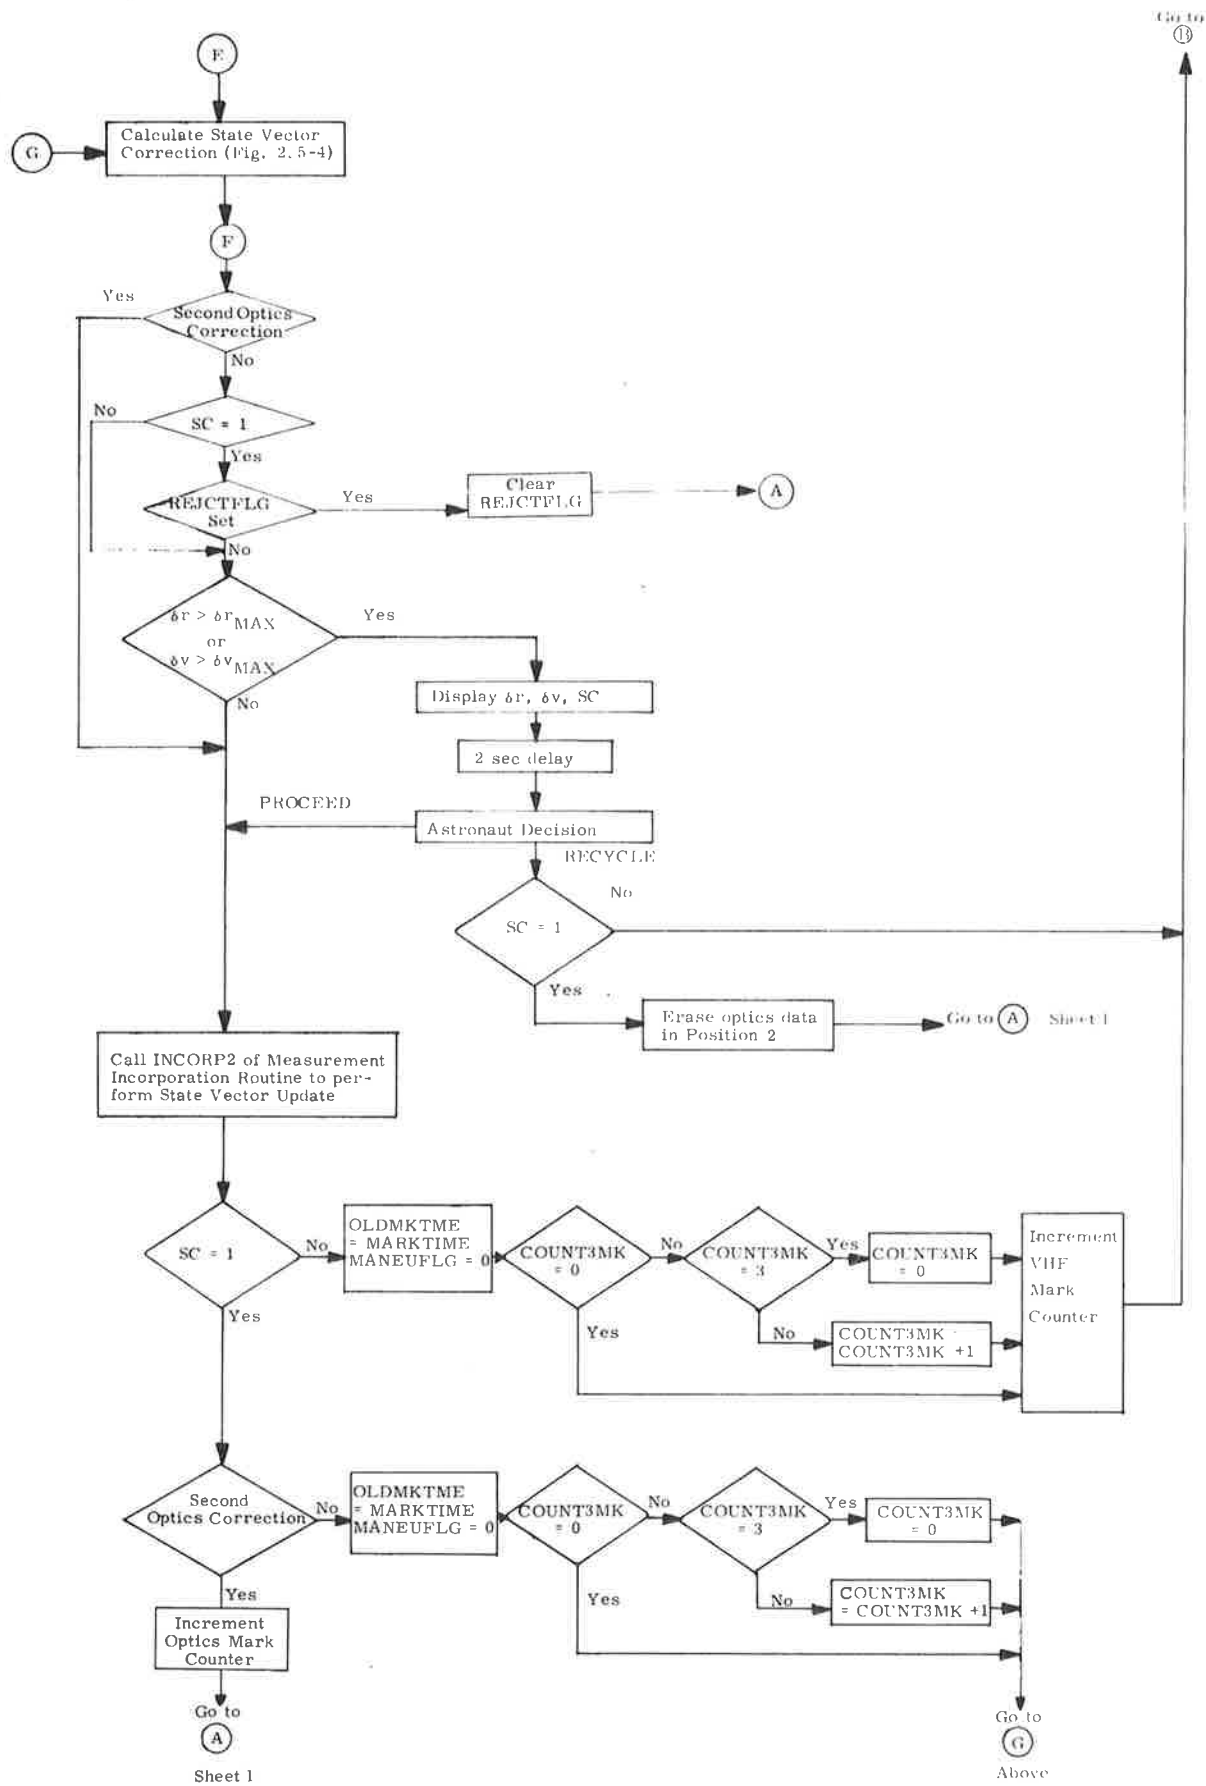 Go to
B
E
Calculate State Vector
Correction (Fig. 2.5-4)
G
F
Yes
Second Optics
Correction
No
No
SC = 1
Yes
REJCTFLG
Set
Yes
Clear
REJCTFLG
A
No
δr > δrMAX
or
δv > δvMAX
Yes
No
Display δr, δv, SC
2 sec delay
PROCEED
Astronaut Decision
RECYCLE
No
SC = 1
Yes
Erase optics data
in Position 2
Go to A Sheet 1
Call INCORP2 of Measurement
Incorporation Routine to per-
form State Vector Update
SC = 1
No
OLDMKTME
= MARKTIME
MANEUFLG = 0
COUNT3MK
= 0
No
COUNT3MK
= 3
Yes
COUNT3MK
= 0
Increment
VHF
Mark
Counter
Yes
Yes
No
COUNT3MK
COUNT3MK +1
Second
Optics Correction
No
OLDMKTME
= MARKTIME
MANEUFLG = 0
COUNT3MK
= 0
No
COUNT3MK
= 3
Yes
COUNT3MK
= 0
Yes
Yes
No
COUNT3MK
= COUNT3MK +1
Increment
Optics Mark
Counter
Go to
A
Sheet 1
Go to
G
Above